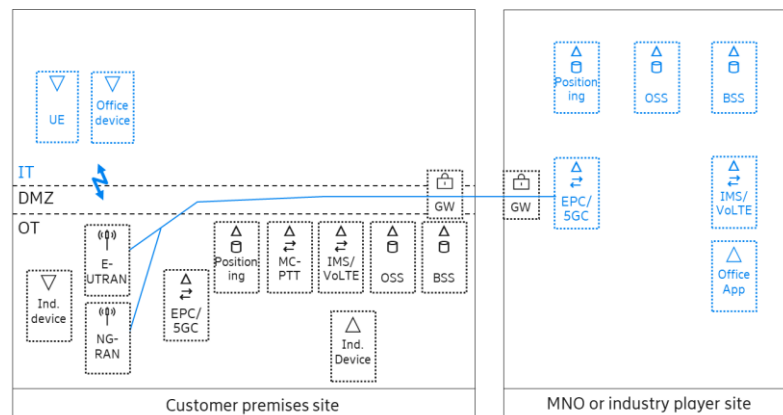 UE
Office
device
Position
ing
OSS
BSS
IT
DMZ
OT
GW
GW
EPC/
5GC
IMS/
VoLTE
Office
App
E-
UTRAN
NG-
RAN
Ind.
device
EPC/
5GC
Position
ing
MC-
PTT
IMS/
VoLTE
OSS
BSS
Ind.
Device
Customer premises site
MNO or industry player site